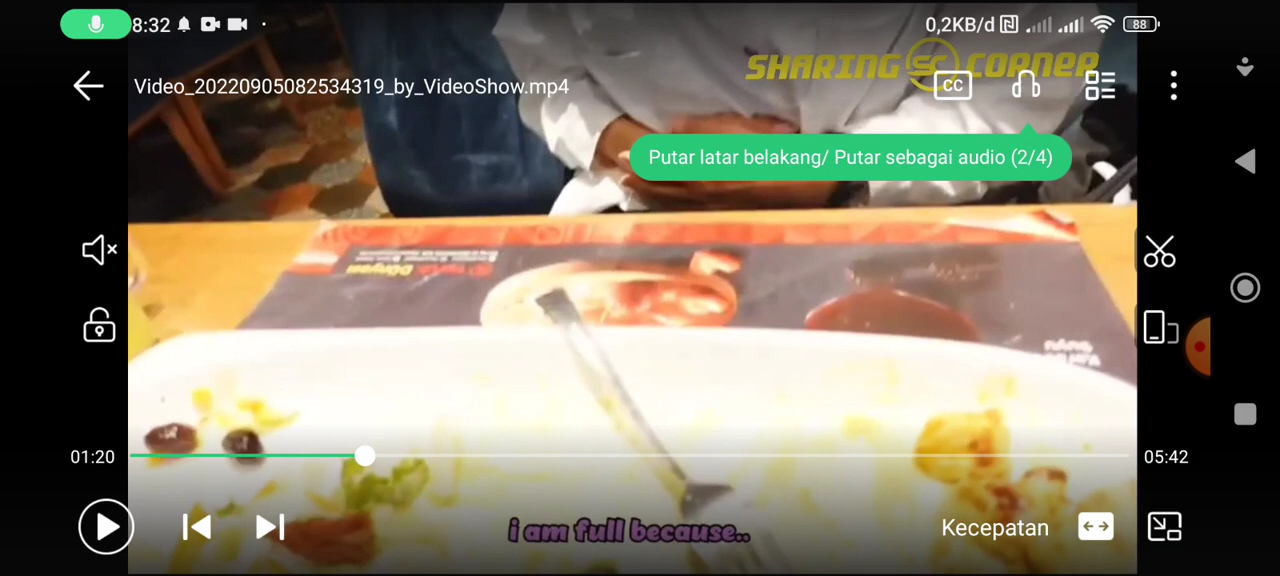 8:32
0,2KB/d
88
SHARING SC CORNER
Video_20220905082534319_by_VideoShow.mp4
CC
Putar latar belakang/ Putar sebagai audio (2/4)
01:20
05:42
i am full because..
Kecepatan